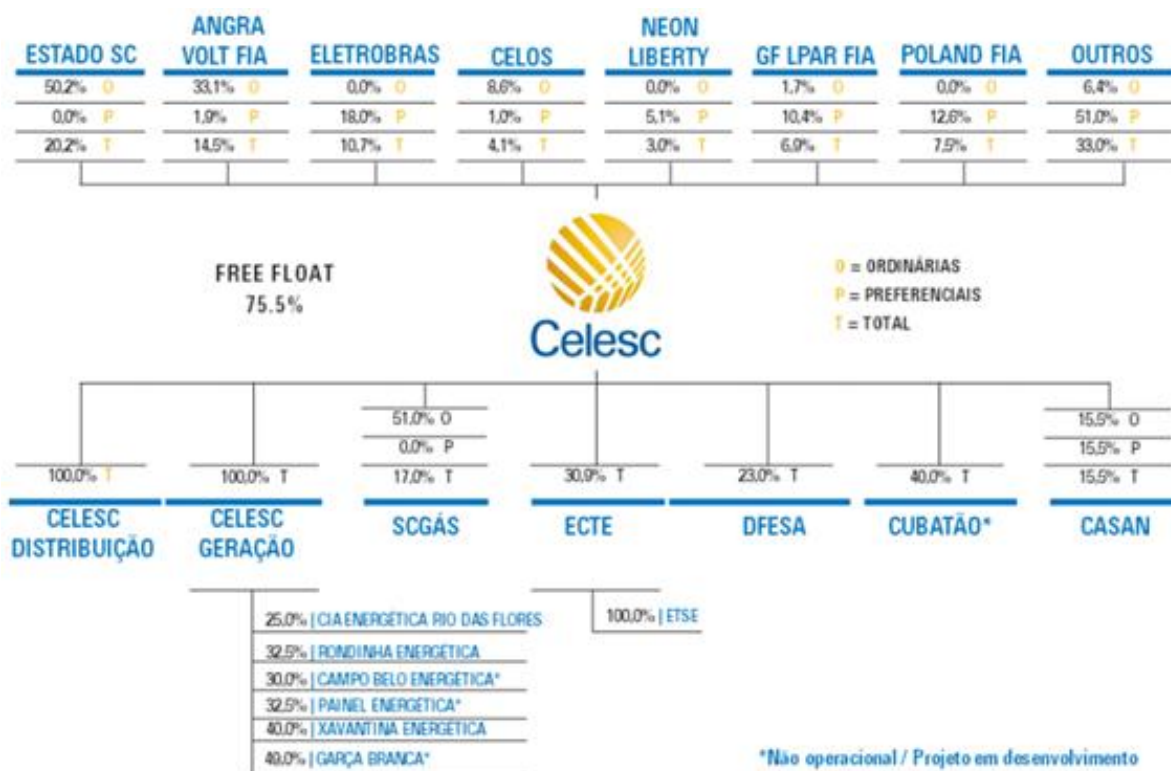 ESTADO SC
50,2% O
0,0% P
20,2% T
ANGRA
VOLT FIA
33,1% O
1,9% P
14,5% T
ELETROBRAS
0,0% O
18,0% P
10,7% T
CELOS
8,6% O
1,0% P
4,1% T
NEON
LIBERTY
0,0% O
5,1% P
3,0% T
GF LPAR FIA
1,7% O
10,4% P
6,9% T
POLAND FIA
0,0% O
12,6% P
7,5% T
OUTROS
6,4% O
51,0% P
33,0% T
FREE FLOAT
75.5%
Celesc
O = ORDINÁRIAS
P = PREFERENCIAIS
T = TOTAL
100,0% T
CELESC
DISTRIBUIÇÃO
100,0% T
CELESC
GERAÇÃO
51,0% O
0,0% P
17,0% T
SCGÁS
30,9% T
ECTE
23,0% T
DFESA
40,0% T
CUBATÃO*
15,5% O
15,5% P
15,5% T
CASAN
25,0% | CIA ENERGÉTICA RIO DAS FLORES
32,5% | RONDINHA ENERGÉTICA
30,0% | CAMPO BELO ENERGÉTICA*
32,5% | PAINEL ENERGÉTICA*
40,0% | XAVANTINA ENERGÉTICA
49,0% | GARÇA BRANCA*
100,0% | ETSE
*Não operacional / Projeto em desenvolvimento